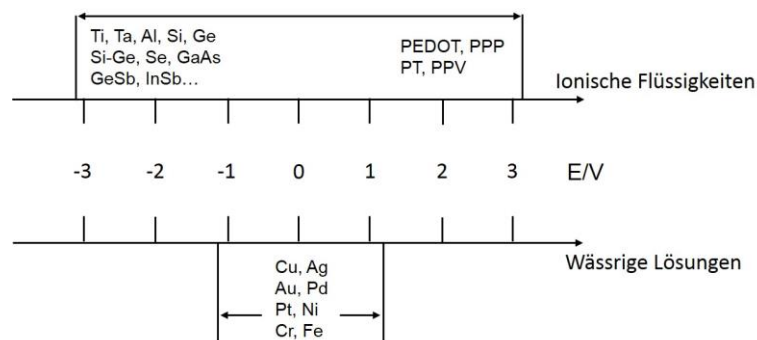 Ti, Ta, Al, Si, Ge
Si-Ge, Se, GaAs
GeSb, InSb...
PEDOT, PPP
PT, PPV
Ionische Flüssigkeiten
-3 -2 -1 0 1 2 3 E/V
Wässrige Lösungen
Cu, Ag
Au, Pd
Pt, Ni
Cr, Fe